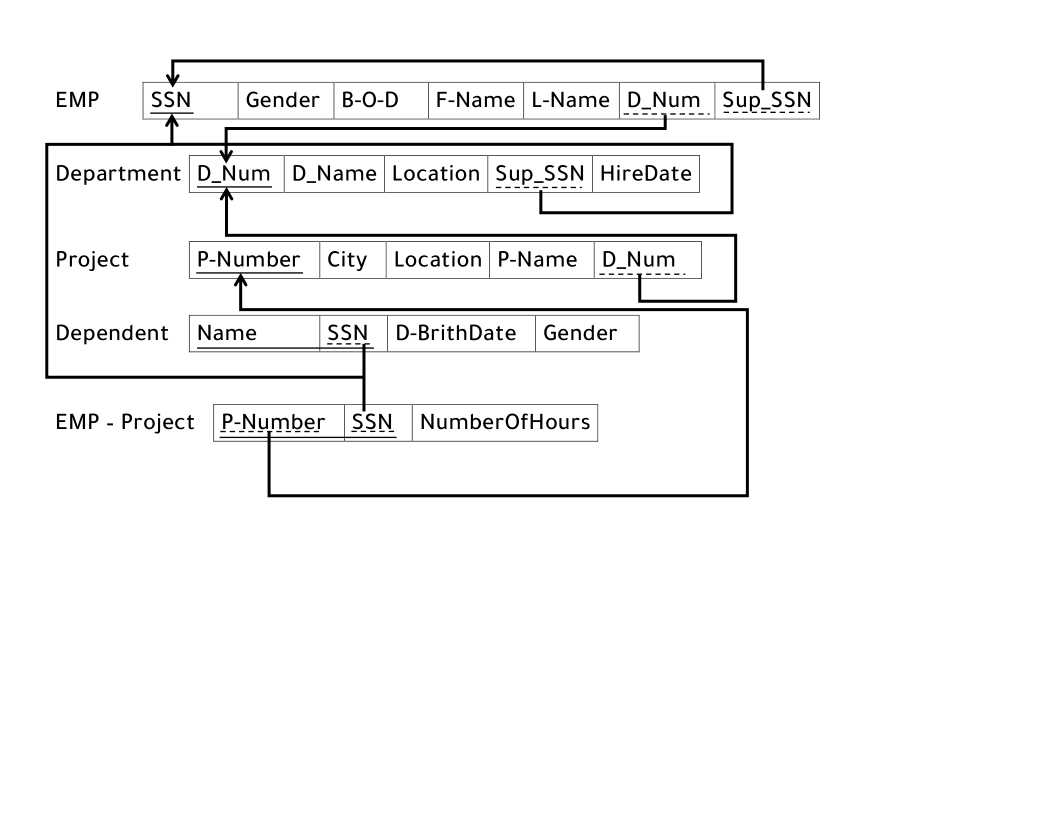 EMP SSN Gender B-O-D F-Name L-Name D_Num Sup_SSN
Department D_Num D_Name Location Sup_SSN HireDate
Project P-Number City Location P-Name D_Num
Dependent Name SSN D-BrithDate Gender
EMP - Project P-Number SSN NumberOfHours